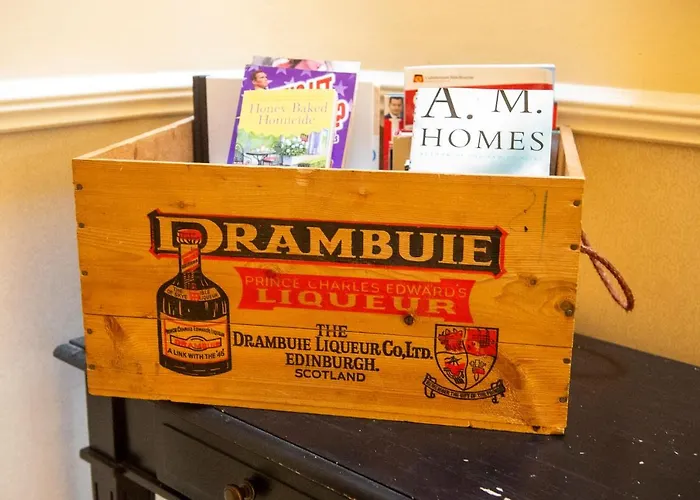 Honey-Baked
Homicide
A. M.
HOMES
DRAMBUIE
PRINCE CHARLES EDWARD'S
LIQUEUR
THE
DRAMBUIE LIQUEUR CO, LTD.
EDINBURGH.
SCOTLAND
DRAMBUIE
A LINK WITH THE '45